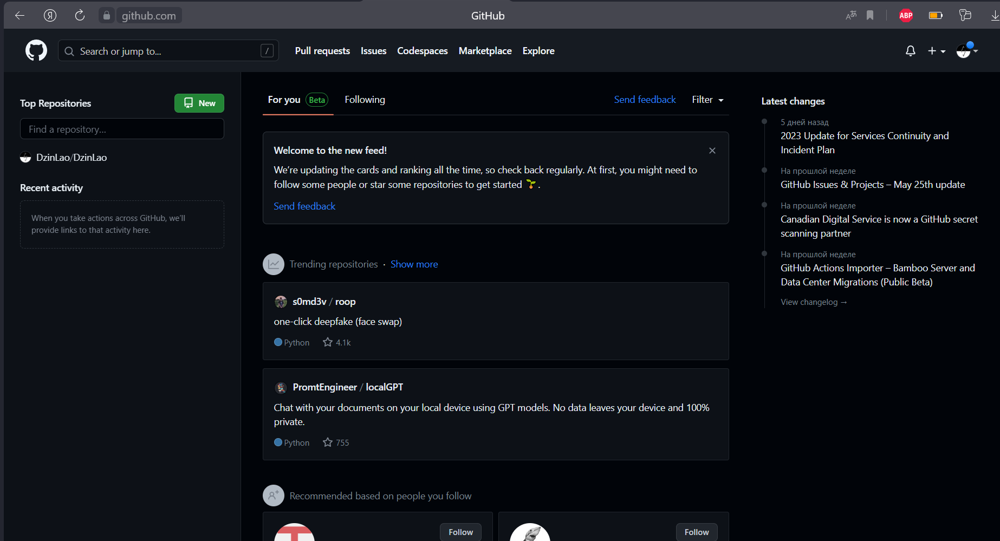 github.com
GitHub
ABP
Search or jump to...
/
Pull requests
Issues
Codespaces
Marketplace
Explore
Top Repositories
New
Find a repository…
DzinLao/DzinLao
Recent activity
When you take actions across GitHub, we'll
provide links to that activity here.
For you Beta
Following
Send feedback
Filter
Welcome to the new feed!
We're updating the cards and ranking all the time, so check back regularly. At first, you might need to
follow some people or star some repositories to get started 🌱 .
Send feedback
Trending repositories · Show more
s0md3v / roop
one-click deepfake (face swap)
Python 4.1k
PromtEngineer / localGPT
Chat with your documents on your local device using GPT models. No data leaves your device and 100%
private.
Python 755
Recommended based on people you follow
Follow
Follow
Latest changes
5 дней назад
2023 Update for Services Continuity and
Incident Plan
На прошлой неделе
GitHub Issues & Projects – May 25th update
На прошлой неделе
Canadian Digital Service is now a GitHub secret
scanning partner
На прошлой неделе
GitHub Actions Importer – Bamboo Server and
Data Center Migrations (Public Beta)
View changelog →